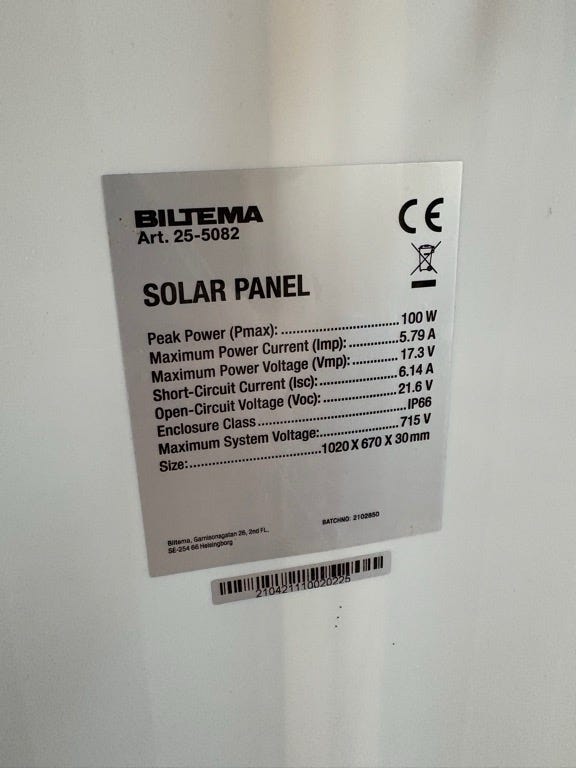 BILTEMA
Art. 25-5082
CE
SOLAR PANEL
Peak Power (Pmax): ..............................100 W
Maximum Power Current (Imp): .............5.79 A
Maximum Power Voltage (Vmp): ............17.3 V
Short-Circuit Current (Isc): .....................6.14 A
Open-Circuit Voltage (Voc): ...................21.6 V
Enclosure Class ......................................IP66
Maximum System Voltage:.....................715 V
Size:.................................1020 X 670 X 30 mm
Biltema, Garnisonsgatan 26, 2nd FL.
SE-254 66 Helsingborg
BATCHNO: 2102650
210421110020225